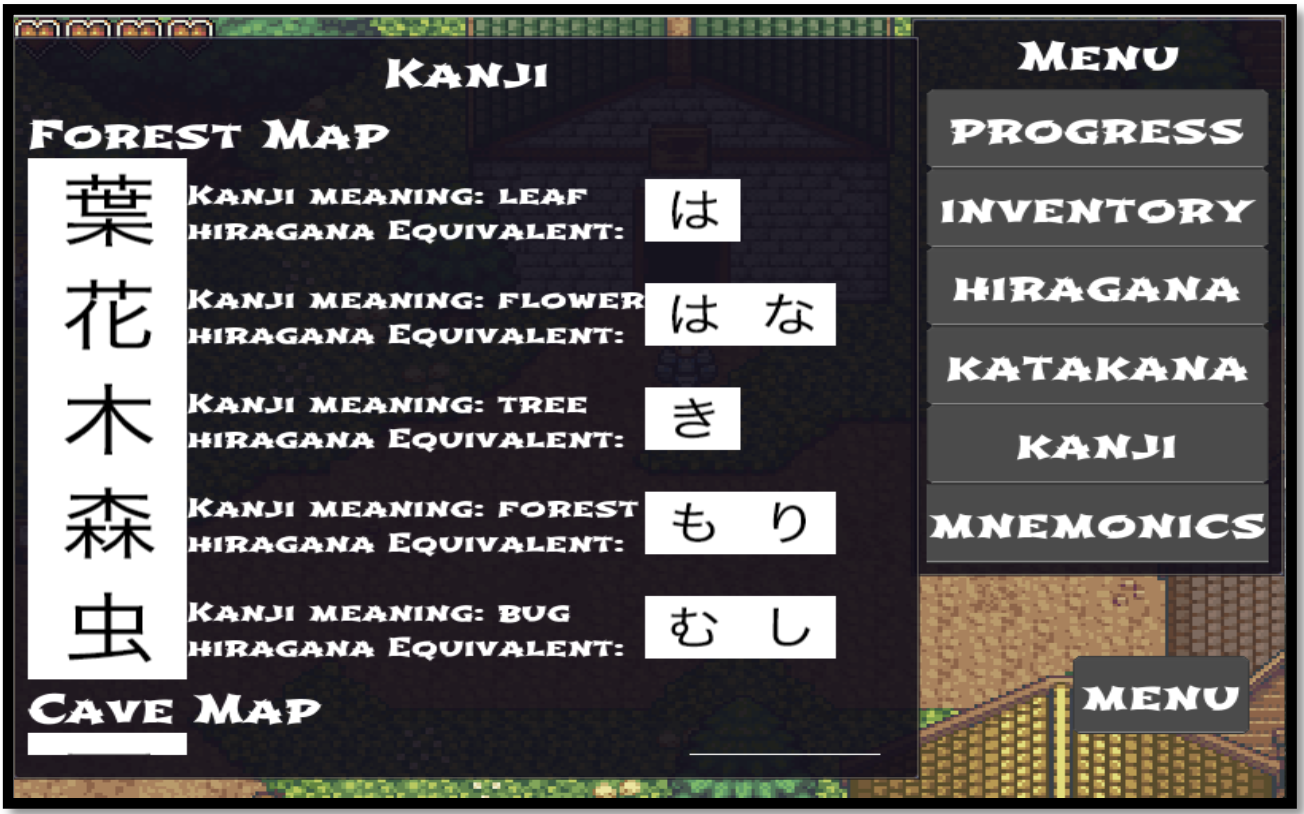 Kanji
Forest Map
葉
Kanji meaning: leaf
hiragana Equivalent:
は
花
Kanji meaning: flower
hiragana Equivalent:
は な
木
Kanji meaning: tree
hiragana Equivalent:
き
森
Kanji meaning: forest
hiragana Equivalent:
も り
虫
Kanji meaning: bug
hiragana Equivalent:
む し
Cave Map
Menu
PROGRESS
INVENTORY
HIRAGANA
KATAKANA
KANJI
MNEMONICS
MENU